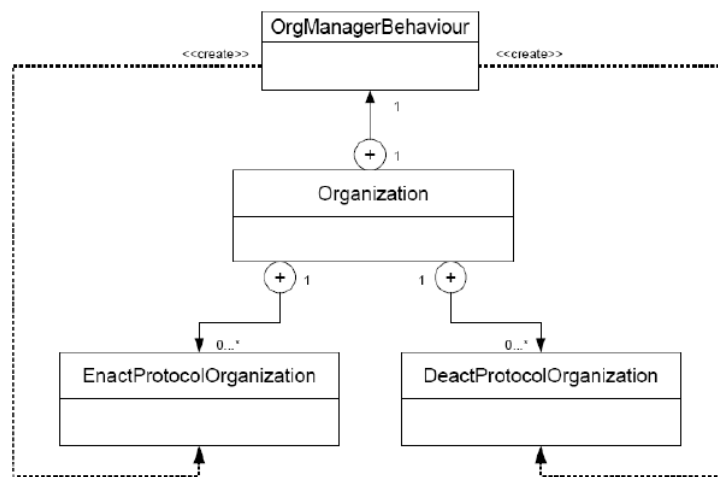 OrgManagerBehaviour
<<create>> <<create>>
1
+ 1
Organization
+ 1 1 +
0...* 0...*
EnactProtocolOrganization DeactProtocolOrganization